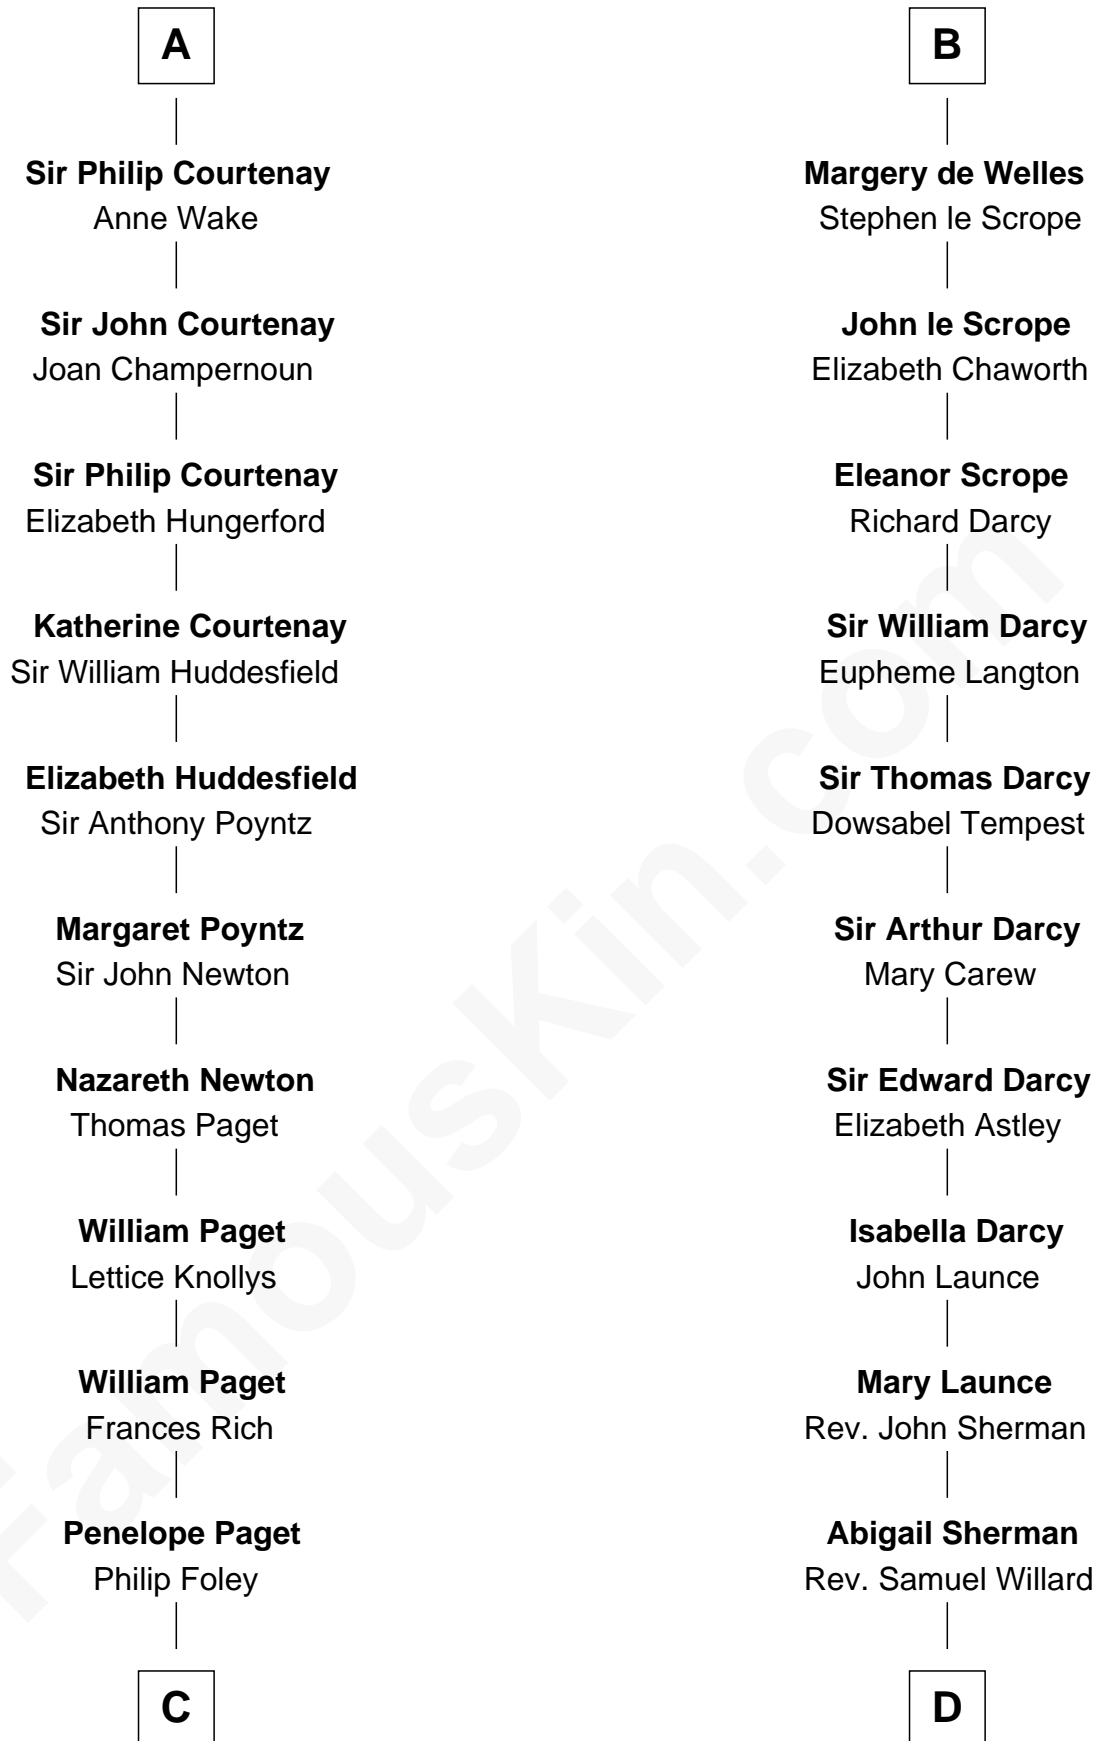 A
Sir Philip Courtenay
Anne Wake
Sir John Courtenay
Joan Champernoun
Sir Philip Courtenay
Elizabeth Hungerford
Katherine Courtenay
Sir William Huddesfield
Elizabeth Huddesfield
Sir Anthony Poyntz
Margaret Poyntz
Sir John Newton
Nazareth Newton
Thomas Paget
William Paget
Lettice Knollys
William Paget
Frances Rich
Penelope Paget
Philip Foley
C
B
Margery de Welles
Stephen le Scrope
John le Scrope
Elizabeth Chaworth
Eleanor Scrope
Richard Darcy
Sir William Darcy
Eupheme Langton
Sir Thomas Darcy
Dowsabel Tempest
Sir Arthur Darcy
Mary Carew
Sir Edward Darcy
Elizabeth Astley
Isabella Darcy
John Launce
Mary Launce
Rev. John Sherman
Abigail Sherman
Rev. Samuel Willard
D
FamousKin.com